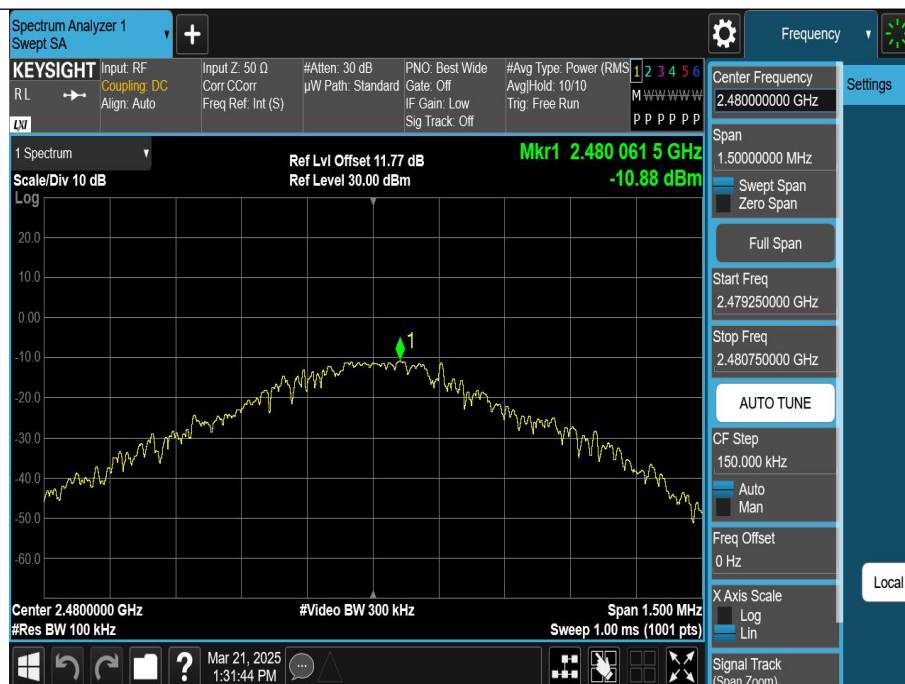 Spectrum Analyzer 1
Swept SA
+
Frequency
KEYSIGHT
R L
LXI
Input: RF
Coupling: DC
Align: Auto
Input Z: 50 Ω
Corr CCorr
Freq Ref: Int (S)
#Atten: 30 dB
µW Path: Standard
PNO: Best Wide
Gate: Off
IF Gain: Low
Sig Track: Off
#Avg Type: Power (RMS
Avg|Hold: 10/10
Trig: Free Run
1 2 3 4 5 6
M W W W W W
P P P P P P
1 Spectrum
Scale/Div 10 dB
Log
Ref Lvl Offset 11.77 dB
Ref Level 30.00 dBm
Mkr1 2.480 061 5 GHz
-10.88 dBm
20.0
10.0
0.00
-10.0
-20.0
-30.0
-40.0
-50.0
-60.0
1
Center 2.4800000 GHz
#Res BW 100 kHz
#Video BW 300 kHz
Span 1.500 MHz
Sweep 1.00 ms (1001 pts)
Center Frequency
2.480000000 GHz
Settings
Span
1.50000000 MHz
Swept Span
Zero Span
Full Span
Start Freq
2.479250000 GHz
Stop Freq
2.480750000 GHz
AUTO TUNE
CF Step
150.000 kHz
Auto
Man
Freq Offset
0 Hz
Local
X Axis Scale
Log
Lin
Signal Track
(Span Zoom)
?
Mar 21, 2025
1:31:44 PM